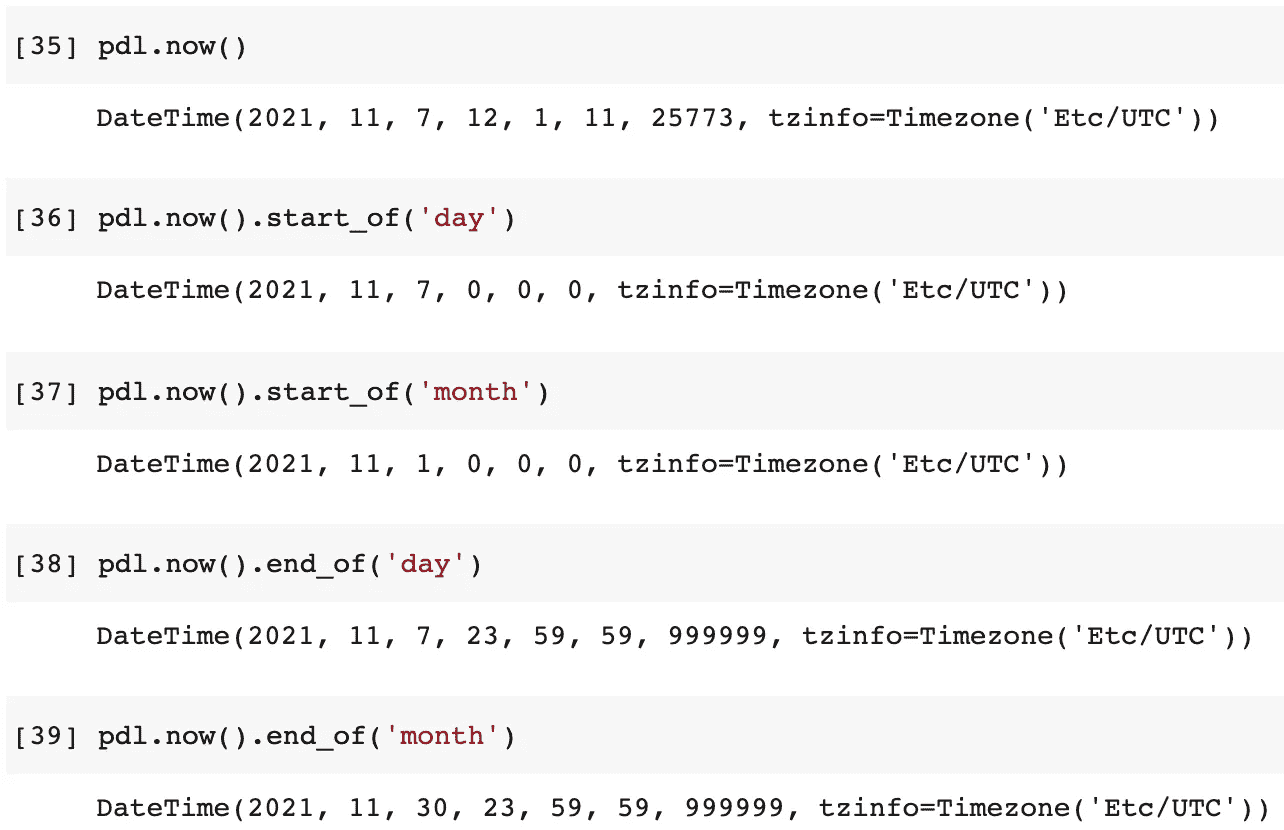 [35] pdl.now()
DateTime(2021, 11, 7, 12, 1, 11, 25773, tzinfo=Timezone('Etc/UTC'))
[36] pdl.now().start_of('day')
DateTime(2021, 11, 7, 0, 0, 0, tzinfo=Timezone('Etc/UTC'))
[37] pdl.now().start_of('month')
DateTime(2021, 11, 1, 0, 0, 0, tzinfo=Timezone('Etc/UTC'))
[38] pdl.now().end_of('day')
DateTime(2021, 11, 7, 23, 59, 59, 999999, tzinfo=Timezone('Etc/UTC'))
[39] pdl.now().end_of('month')
DateTime(2021, 11, 30, 23, 59, 59, 999999, tzinfo=Timezone('Etc/UTC'))